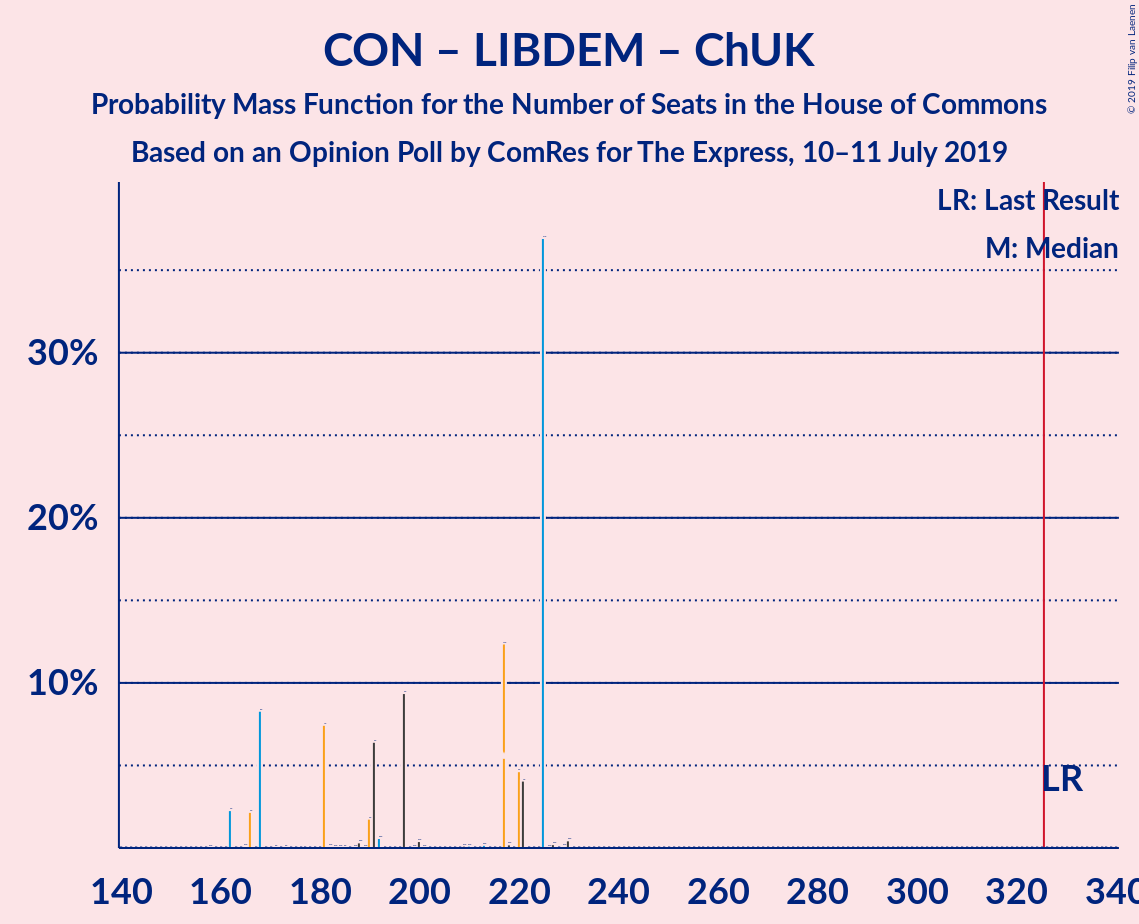 CON – LIBDEM – ChUK
Probability Mass Function for the Number of Seats in the House of Commons
Based on an Opinion Poll by ComRes for The Express, 10–11 July 2019
© 2019 Filip van Laenen
LR: Last Result
M: Median
30%
20%
10%
LR
140 160 180 200 220 240 260 280 300 320 340